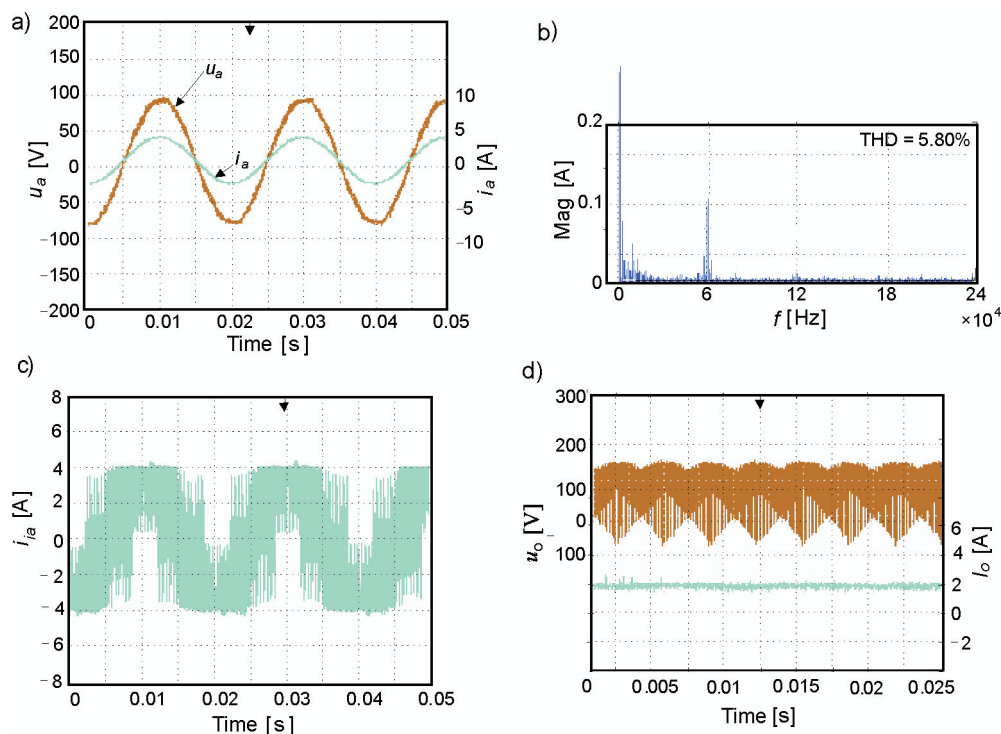 a)
200
150
100
50
0
−50
−100
−150
−200
u_a [V]
u_a
i_a
10
5
0
−5
−10
i_a [A]
0 0.01 0.02 0.03 0.04 0.05
Time [s]
b)
THD = 5.80%
0.2
0.1
0
Mag [A]
0 6 12 18 24
f [Hz]
×10⁴
c)
8
6
4
2
0
−2
−4
−6
−8
i_ia [A]
0 0.01 0.02 0.03 0.04 0.05
Time [s]
d)
300
200
100
0
100
u_o [V]
6
4
2
0
−2
I_o [A]
0 0.005 0.01 0.015 0.02 0.025
Time [s]